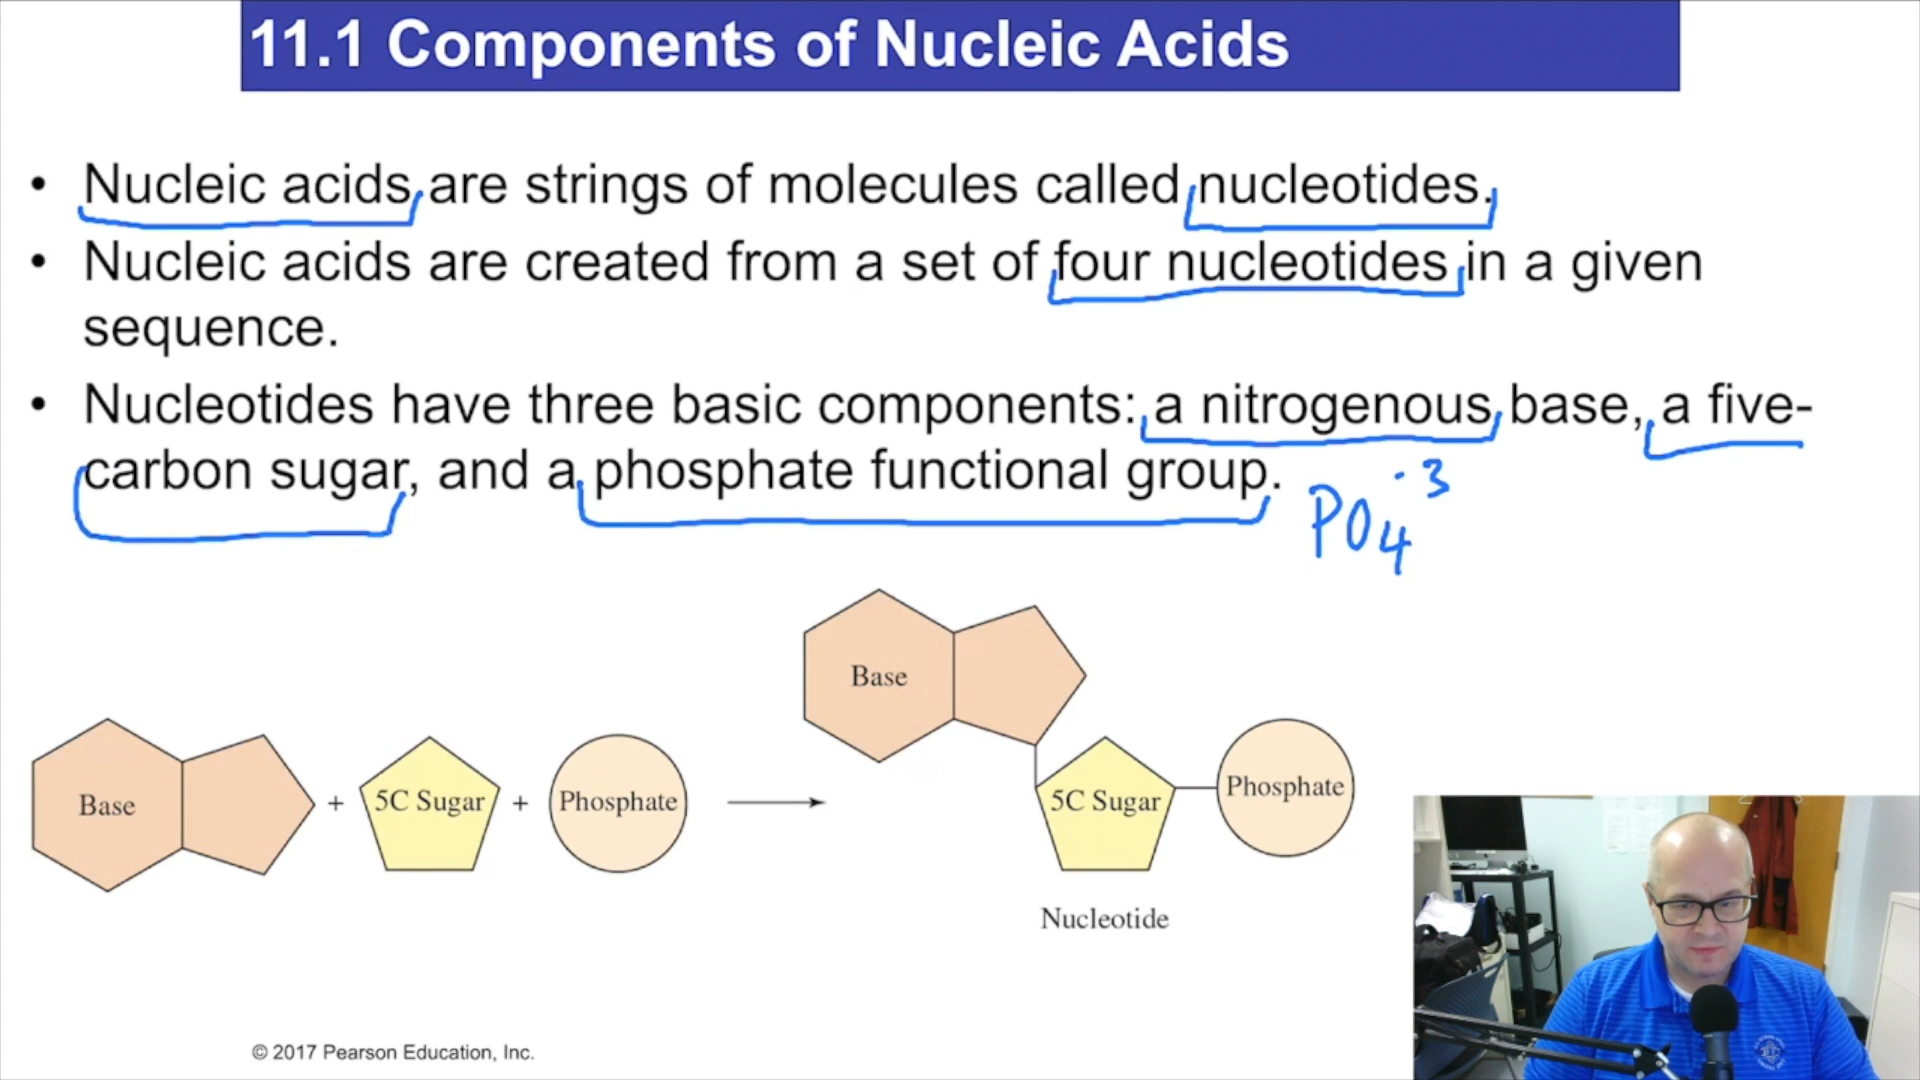 11.1 Components of Nucleic Acids
• Nucleic acids are strings of molecules called nucleotides.
• Nucleic acids are created from a set of four nucleotides in a given
sequence.
• Nucleotides have three basic components: a nitrogenous base, a five-
carbon sugar, and a phosphate functional group.
PO₄⁻³
Base
Base + 5C Sugar + Phosphate
5C Sugar
Phosphate
Nucleotide
© 2017 Pearson Education, Inc.